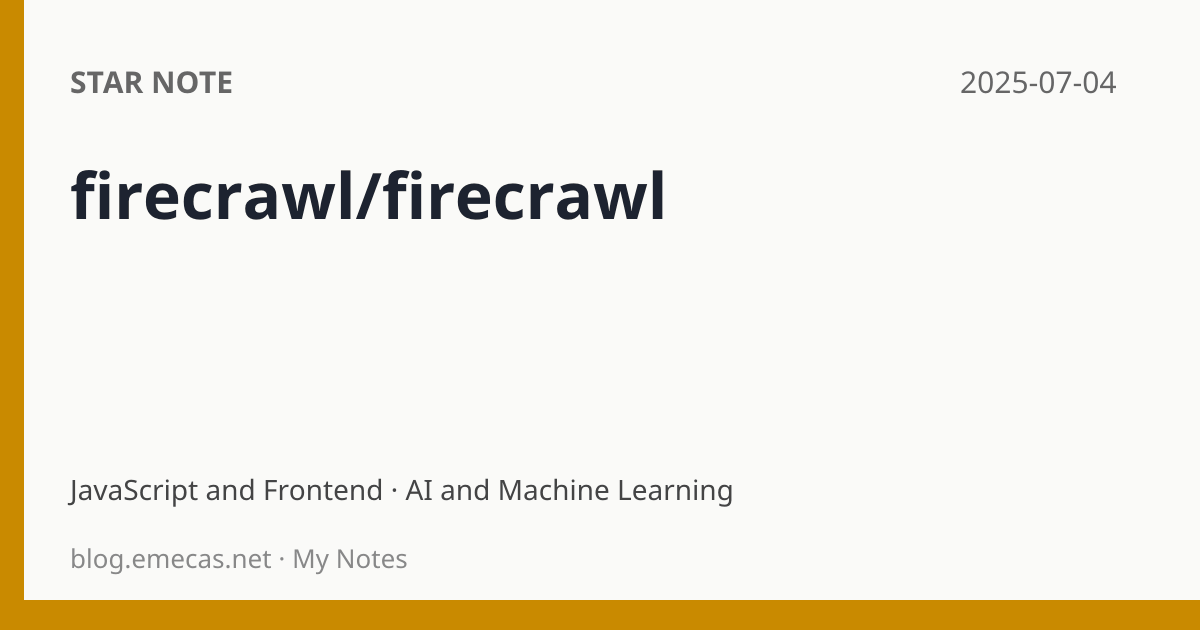 STAR NOTE
2025-07-04
firecrawl/firecrawl
JavaScript and Frontend · AI and Machine Learning
blog.emecas.net · My Notes